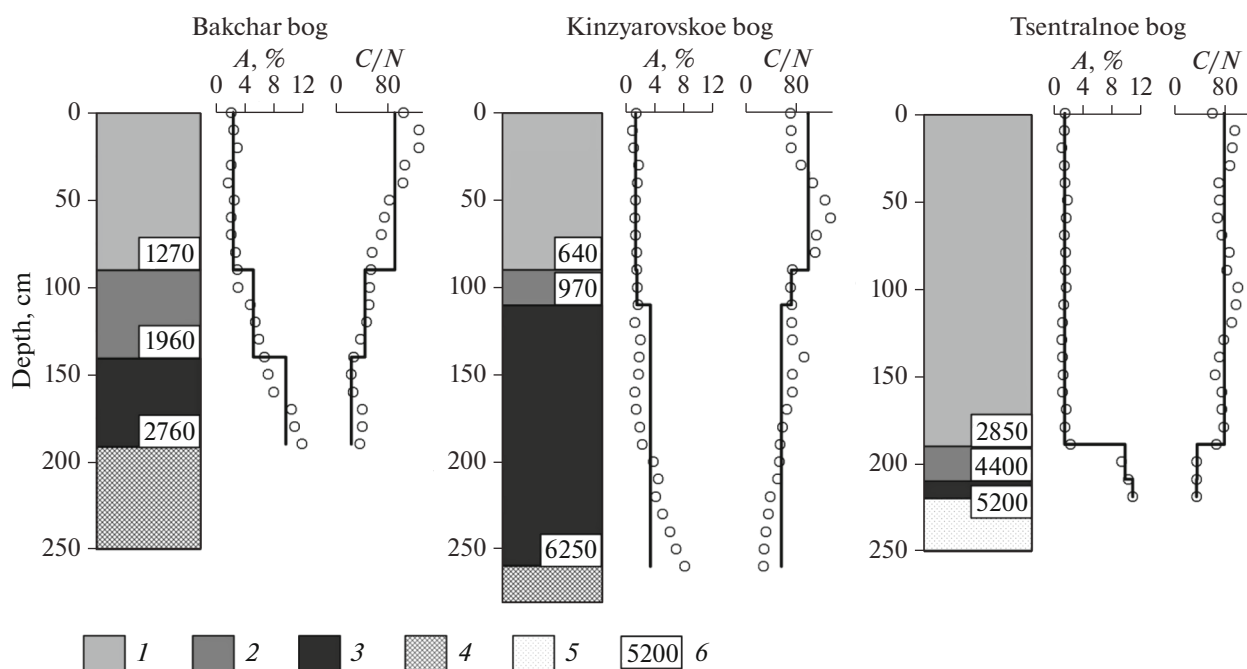 Bakchar bog
Kinzyarovskoe bog
Tsentralnoe bog
A, % C/N
A, % C/N
A, % C/N
0 4 8 12 0 80
0 4 8 12 0 80
0 4 8 12 0 80
Depth, cm
0
50
100
150
200
250
1270
1960
2760
0
50
100
150
200
250
640
970
6250
0
50
100
150
200
250
2850
4400
5200
1 2 3 4 5 5200 6